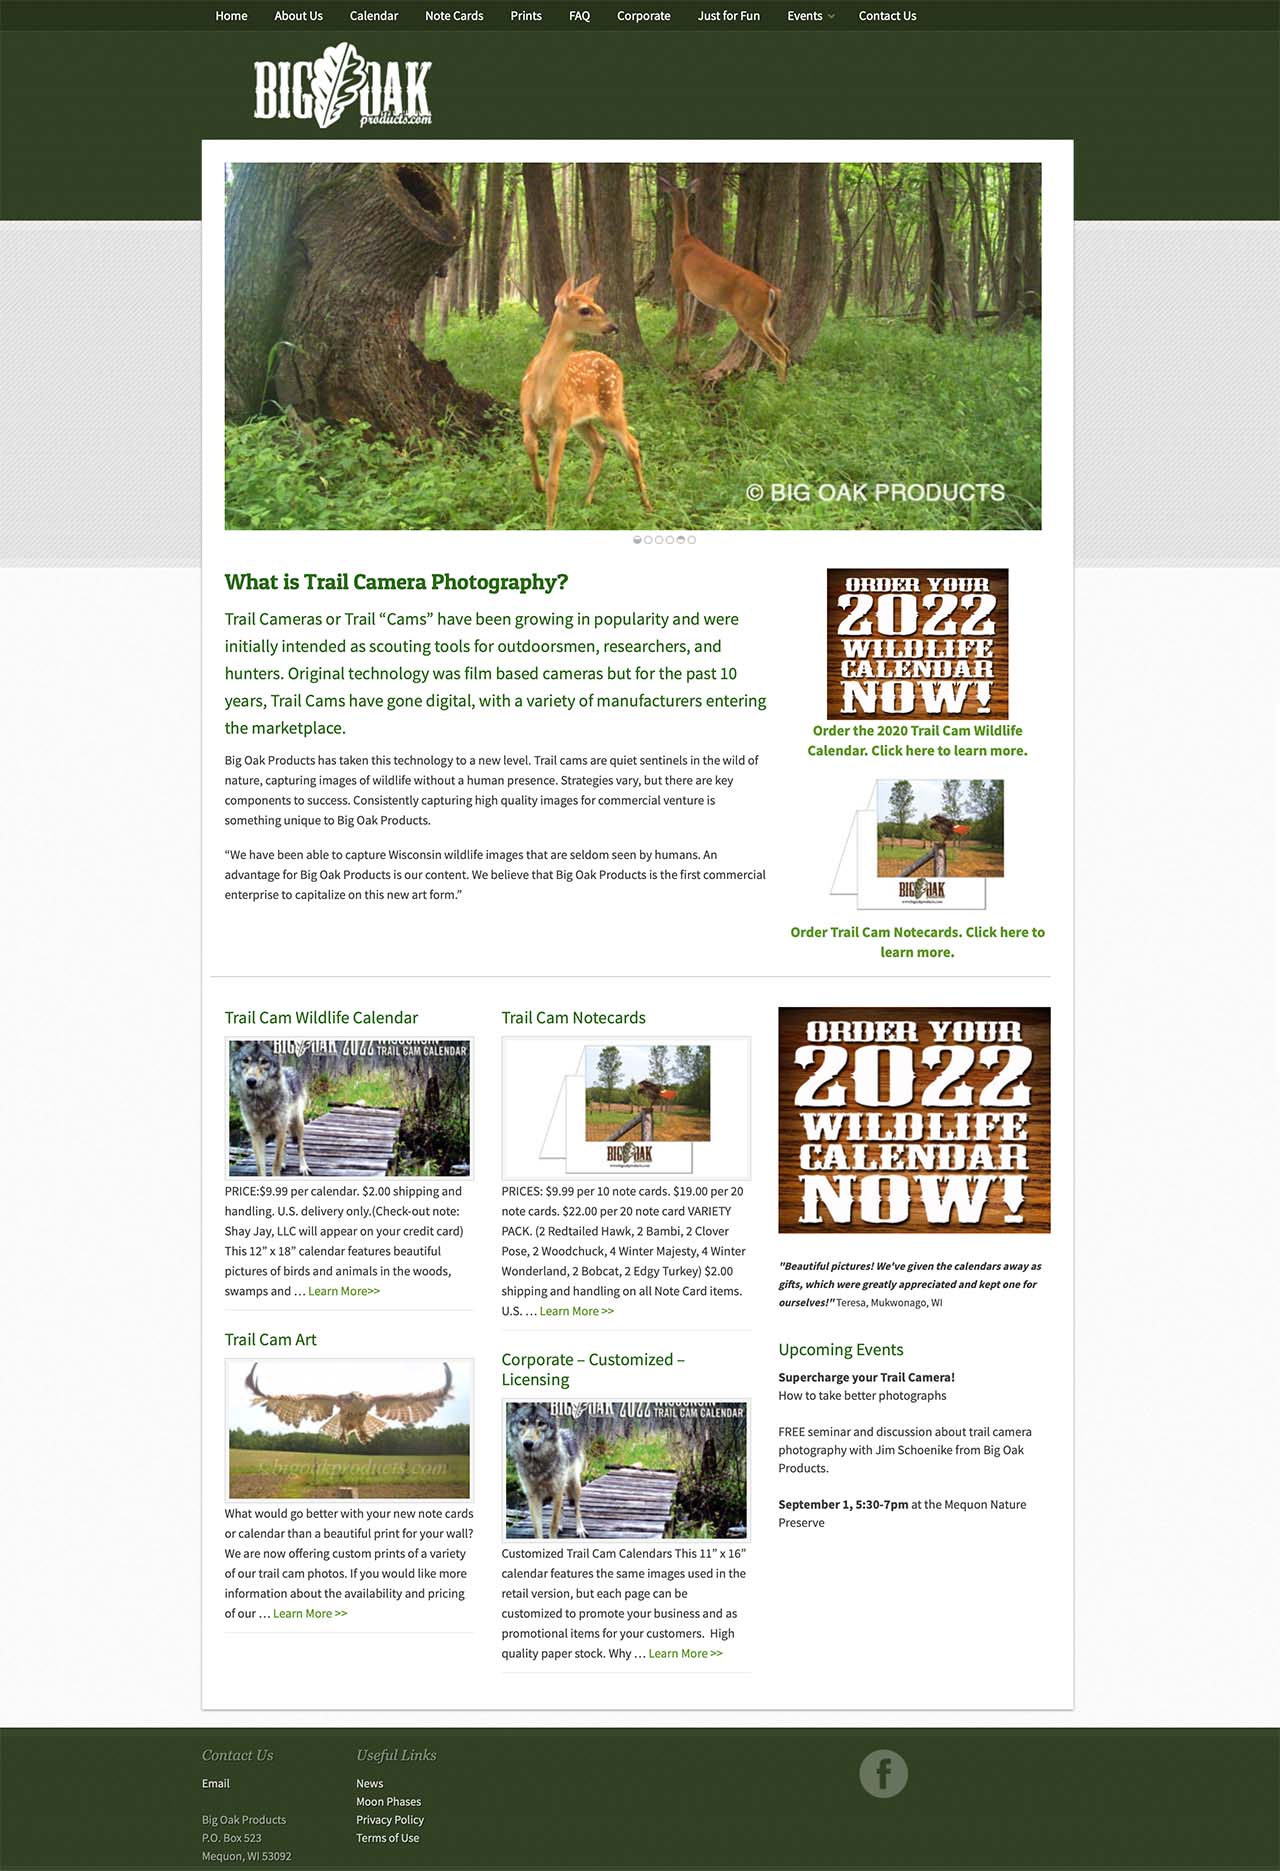 Home About Us Calendar Note Cards Prints FAQ Corporate Just for Fun Events Contact Us
BIG OAK
products.com
© BIG OAK PRODUCTS
What is Trail Camera Photography?
Trail Cameras or Trail “Cams” have been growing in popularity and were
initially intended as scouting tools for outdoorsmen, researchers, and
hunters. Original technology was film based cameras but for the past 10
years, Trail Cams have gone digital, with a variety of manufacturers entering
the marketplace.
Big Oak Products has taken this technology to a new level. Trail cams are quiet sentinels in the wild of
nature, capturing images of wildlife without a human presence. Strategies vary, but there are key
components to success. Consistently capturing high quality images for commercial venture is
something unique to Big Oak Products.
“We have been able to capture Wisconsin wildlife images that are seldom seen by humans. An
advantage for Big Oak Products is our content. We believe that Big Oak Products is the first commercial
enterprise to capitalize on this new art form.”
ORDER YOUR
2022
WILDLIFE
CALENDAR
NOW!
Order the 2020 Trail Cam Wildlife
Calendar. Click here to learn more.
BIG OAK
www.bigoakproducts.com
Order Trail Cam Notecards. Click here to
learn more.
Trail Cam Wildlife Calendar
BIG OAK 2022 WISCONSIN
TRAIL CAM CALENDAR
PRICE:$9.99 per calendar. $2.00 shipping and
handling. U.S. delivery only.(Check-out note:
Shay Jay, LLC will appear on your credit card)
This 12” x 18” calendar features beautiful
pictures of birds and animals in the woods,
swamps and … Learn More>>
Trail Cam Art
©bigoakproducts.com
What would go better with your new note cards
or calendar than a beautiful print for your wall?
We are now offering custom prints of a variety
of our trail cam photos. If you would like more
information about the availability and pricing
of our … Learn More >>
Trail Cam Notecards
BIG OAK
www.bigoakproducts.com
PRICES: $9.99 per 10 note cards. $19.00 per 20
note cards. $22.00 per 20 note card VARIETY
PACK. (2 Redtailed Hawk, 2 Bambi, 2 Clover
Pose, 2 Woodchuck, 4 Winter Majesty, 4 Winter
Wonderland, 2 Bobcat, 2 Edgy Turkey) $2.00
shipping and handling on all Note Card items.
U.S. … Learn More >>
Corporate – Customized –
Licensing
BIG OAK 2022 WISCONSIN
TRAIL CAM CALENDAR
Customized Trail Cam Calendars This 11” x 16”
calendar features the same images used in the
retail version, but each page can be
customized to promote your business and as
promotional items for your customers. High
quality paper stock. Why … Learn More >>
ORDER YOUR
2022
WILDLIFE
CALENDAR
NOW!
"Beautiful pictures! We've given the calendars away as
gifts, which were greatly appreciated and kept one for
ourselves!" Teresa, Mukwonago, WI
Upcoming Events
Supercharge your Trail Camera!
How to take better photographs
FREE seminar and discussion about trail camera
photography with Jim Schoenike from Big Oak
Products.
September 1, 5:30-7pm at the Mequon Nature
Preserve
Contact Us
Email
Big Oak Products
P.O. Box 523
Mequon, WI 53092
Useful Links
News
Moon Phases
Privacy Policy
Terms of Use
f